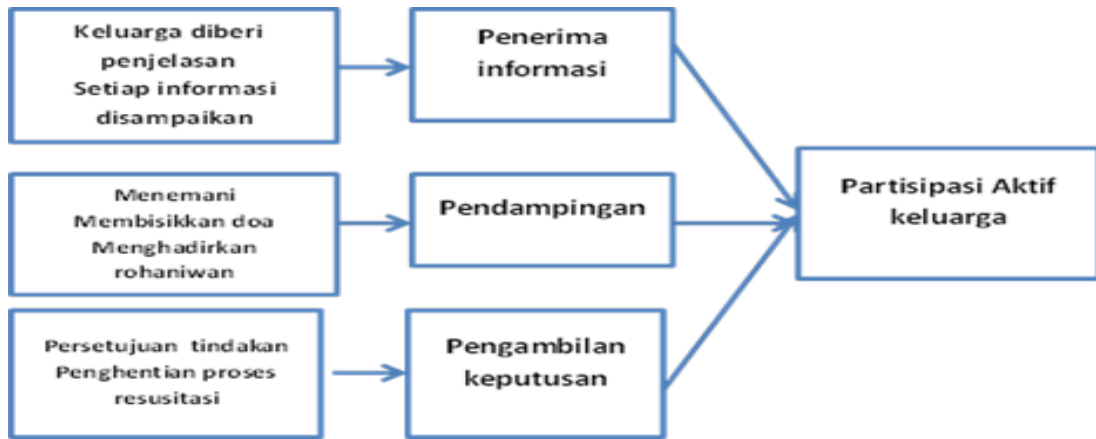 Keluarga diberi
penjelasan
Setiap informasi
disampaikan
Penerima
informasi
Menemani
Membisikkan doa
Menghadirkan
rohaniwan
Pendampingan
Persetujuan tindakan
Penghentian proses
resusitasi
Pengambilan
keputusan
Partisipasi Aktif
keluarga